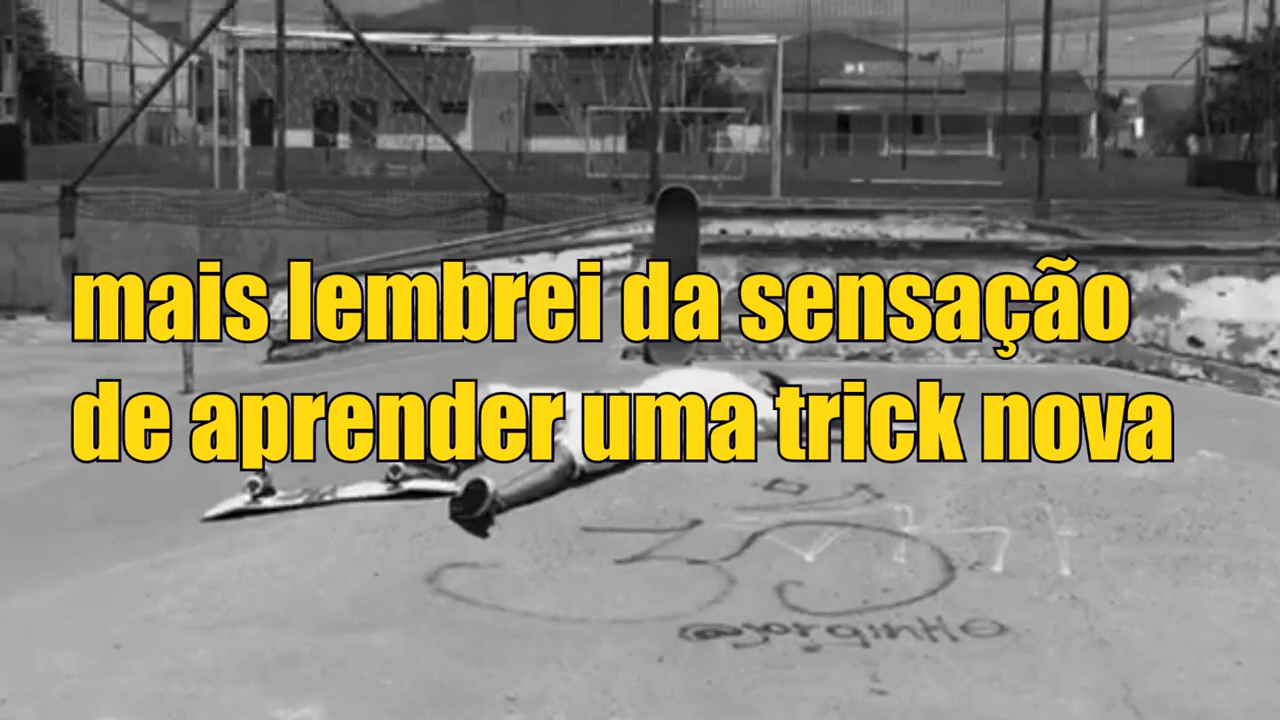 mais lembrei da sensação
de aprender uma trick nova
@jorginho